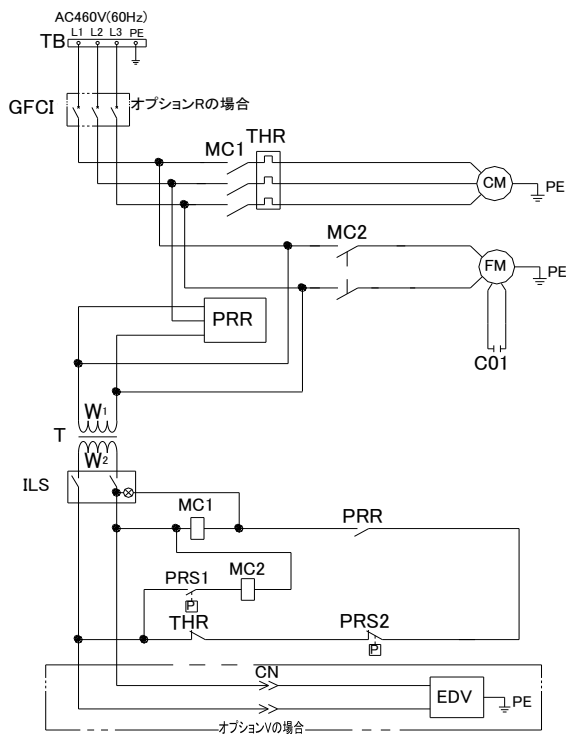 AC460V(60Hz)
L1 L2 L3 PE
TB
GFCI
オプションRの場合
MC1
THR
CM
PE
MC2
FM
PE
C01
PRR
W1
T
W2
ILS
MC1
PRR
PRS1
MC2
P
THR
PRS2
P
CN
EDV
PE
オプションVの場合